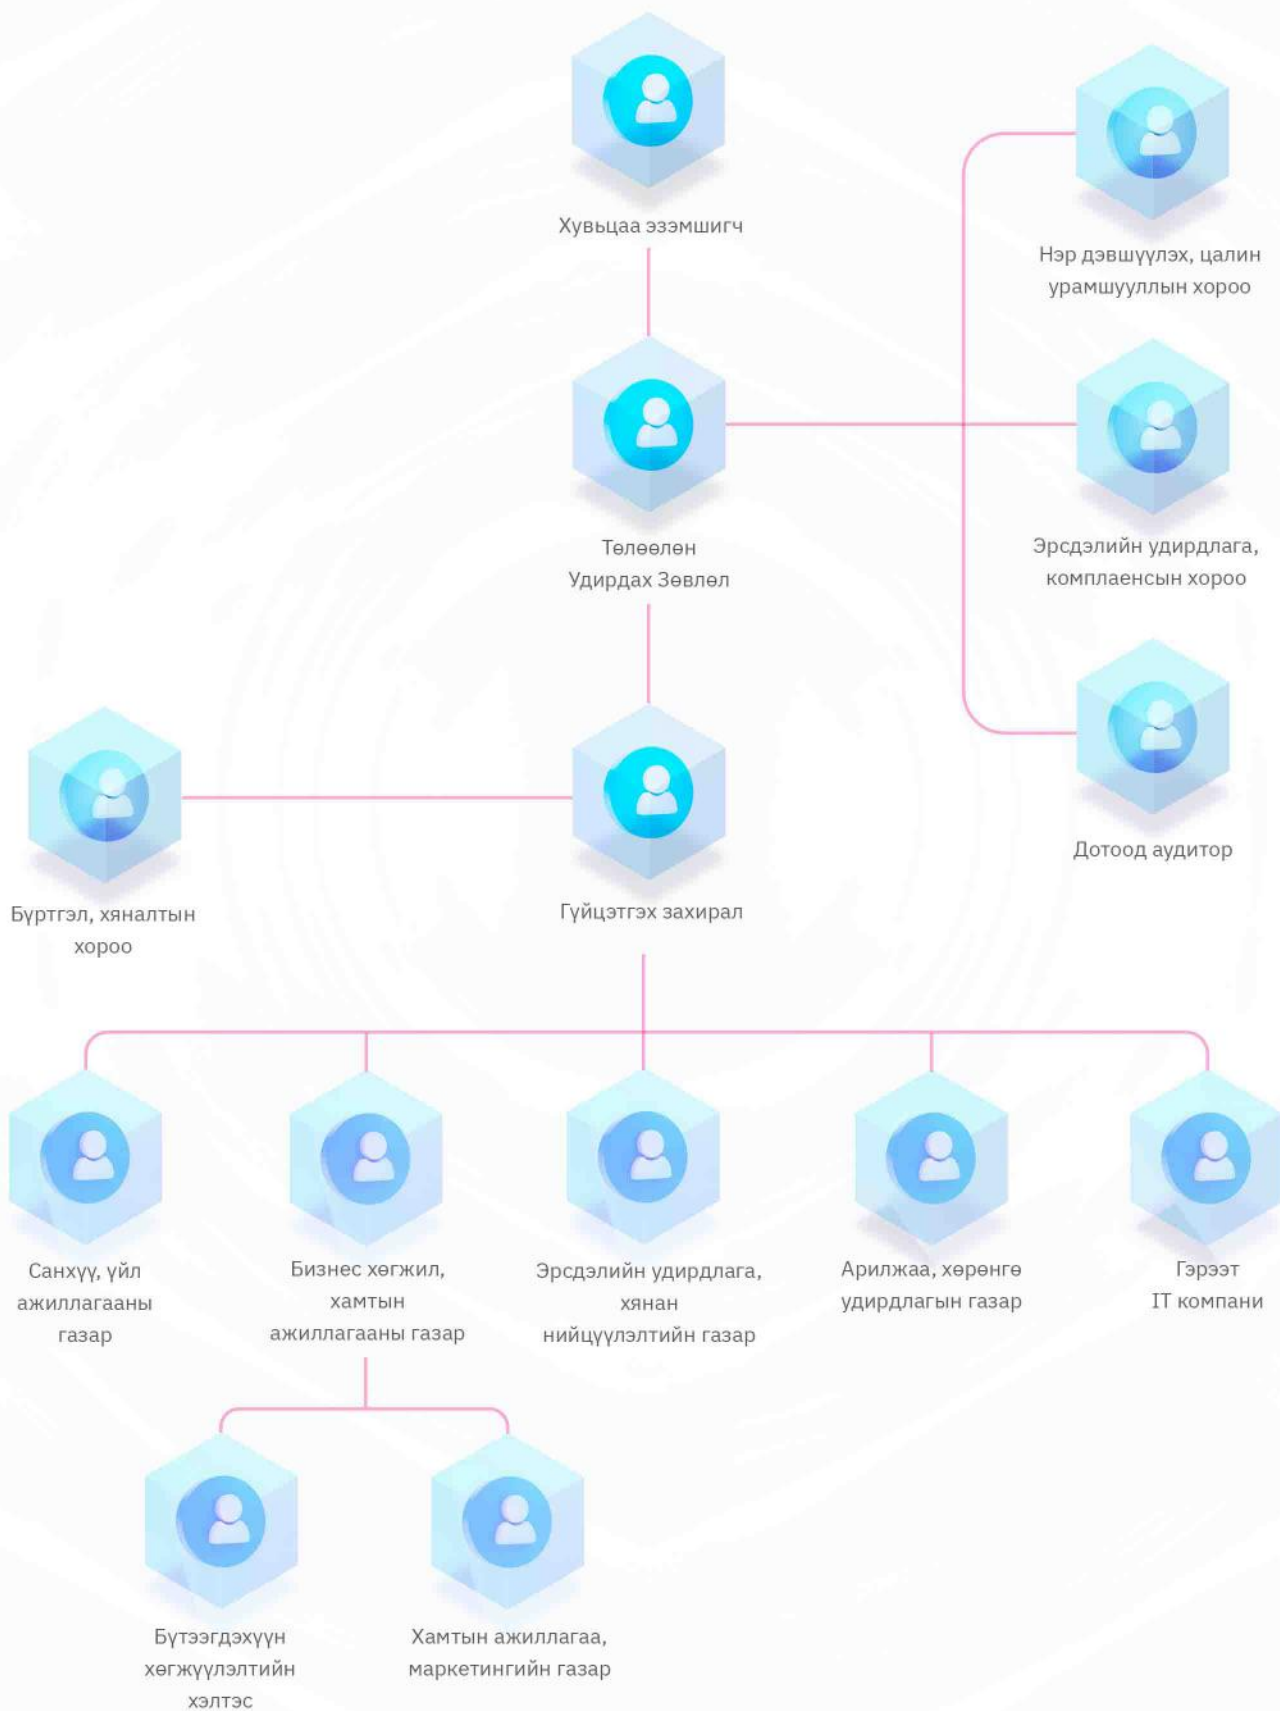 Хувьцаа эзэмшигч
Нэр дэвшүүлэх, цалин
урамшууллын хороо
Төлөөлөн
Удирдах Зөвлөл
Эрсдэлийн удирдлага,
комплаенсын хороо
Дотоод аудитор
Бүртгэл, хяналтын
хороо
Гүйцэтгэх захирал
Санхүү, үйл
ажиллагааны
газар
Бизнес хөгжил,
хамтын
ажиллагааны газар
Эрсдэлийн удирдлага,
хянан
нийцүүлэлтийн газар
Арилжаа, хөрөнгө
удирдлагын газар
Гэрээт
IT компани
Бүтээгдэхүүн
хөгжүүлэлтийн
хэлтэс
Хамтын ажиллагаа,
маркетингийн газар